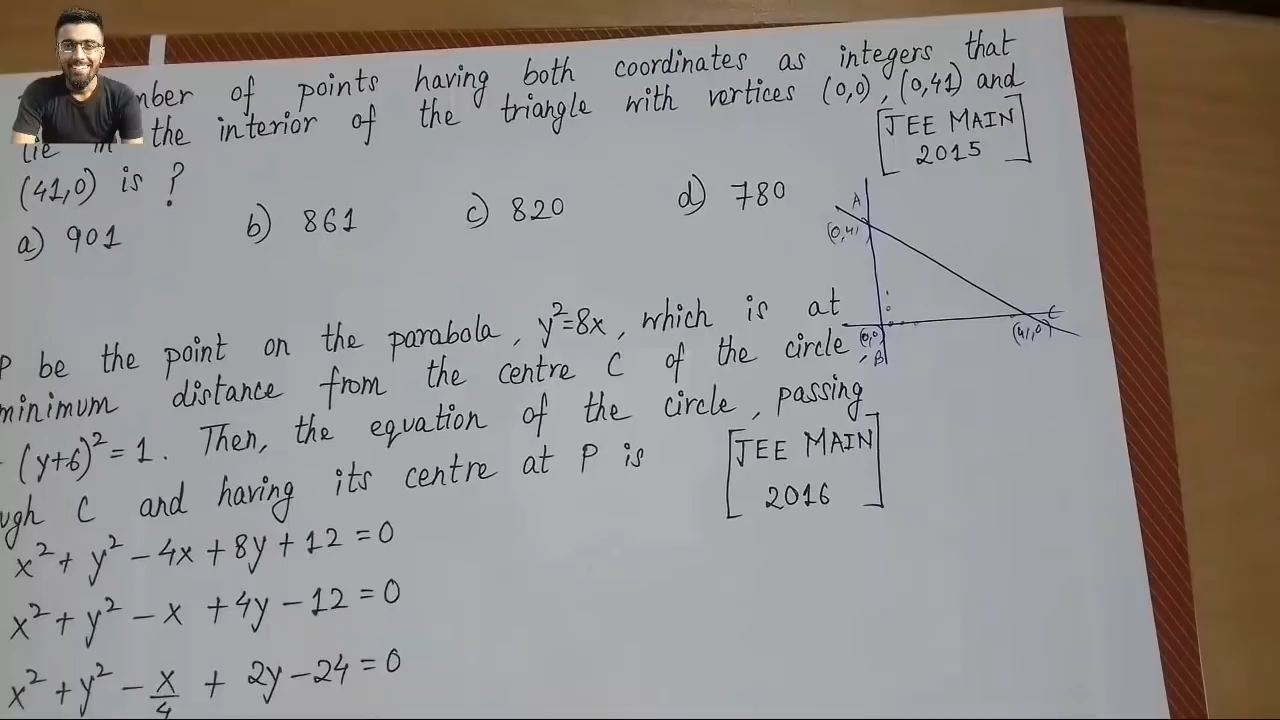 mber of points having both coordinates as integers that
lie in the interior of the triangle with vertices (0,0), (0,41) and
(41,0) is ?
[JEE MAIN
2015]
a) 901 b) 861 c) 820 d) 780
A
(0,41
(0,0)
B
(41,0)
C
P be the point on the parabola, y²=8x, which is at
minimum distance from the centre C of the circle,
(y+6)² = 1. Then, the equation of the circle, passing
ugh C and having its centre at P is
[JEE MAIN
2016]
x² + y² - 4x + 8y + 12 = 0
x² + y² - x + 4y - 12 = 0
x² + y² - x/4 + 2y - 24 = 0